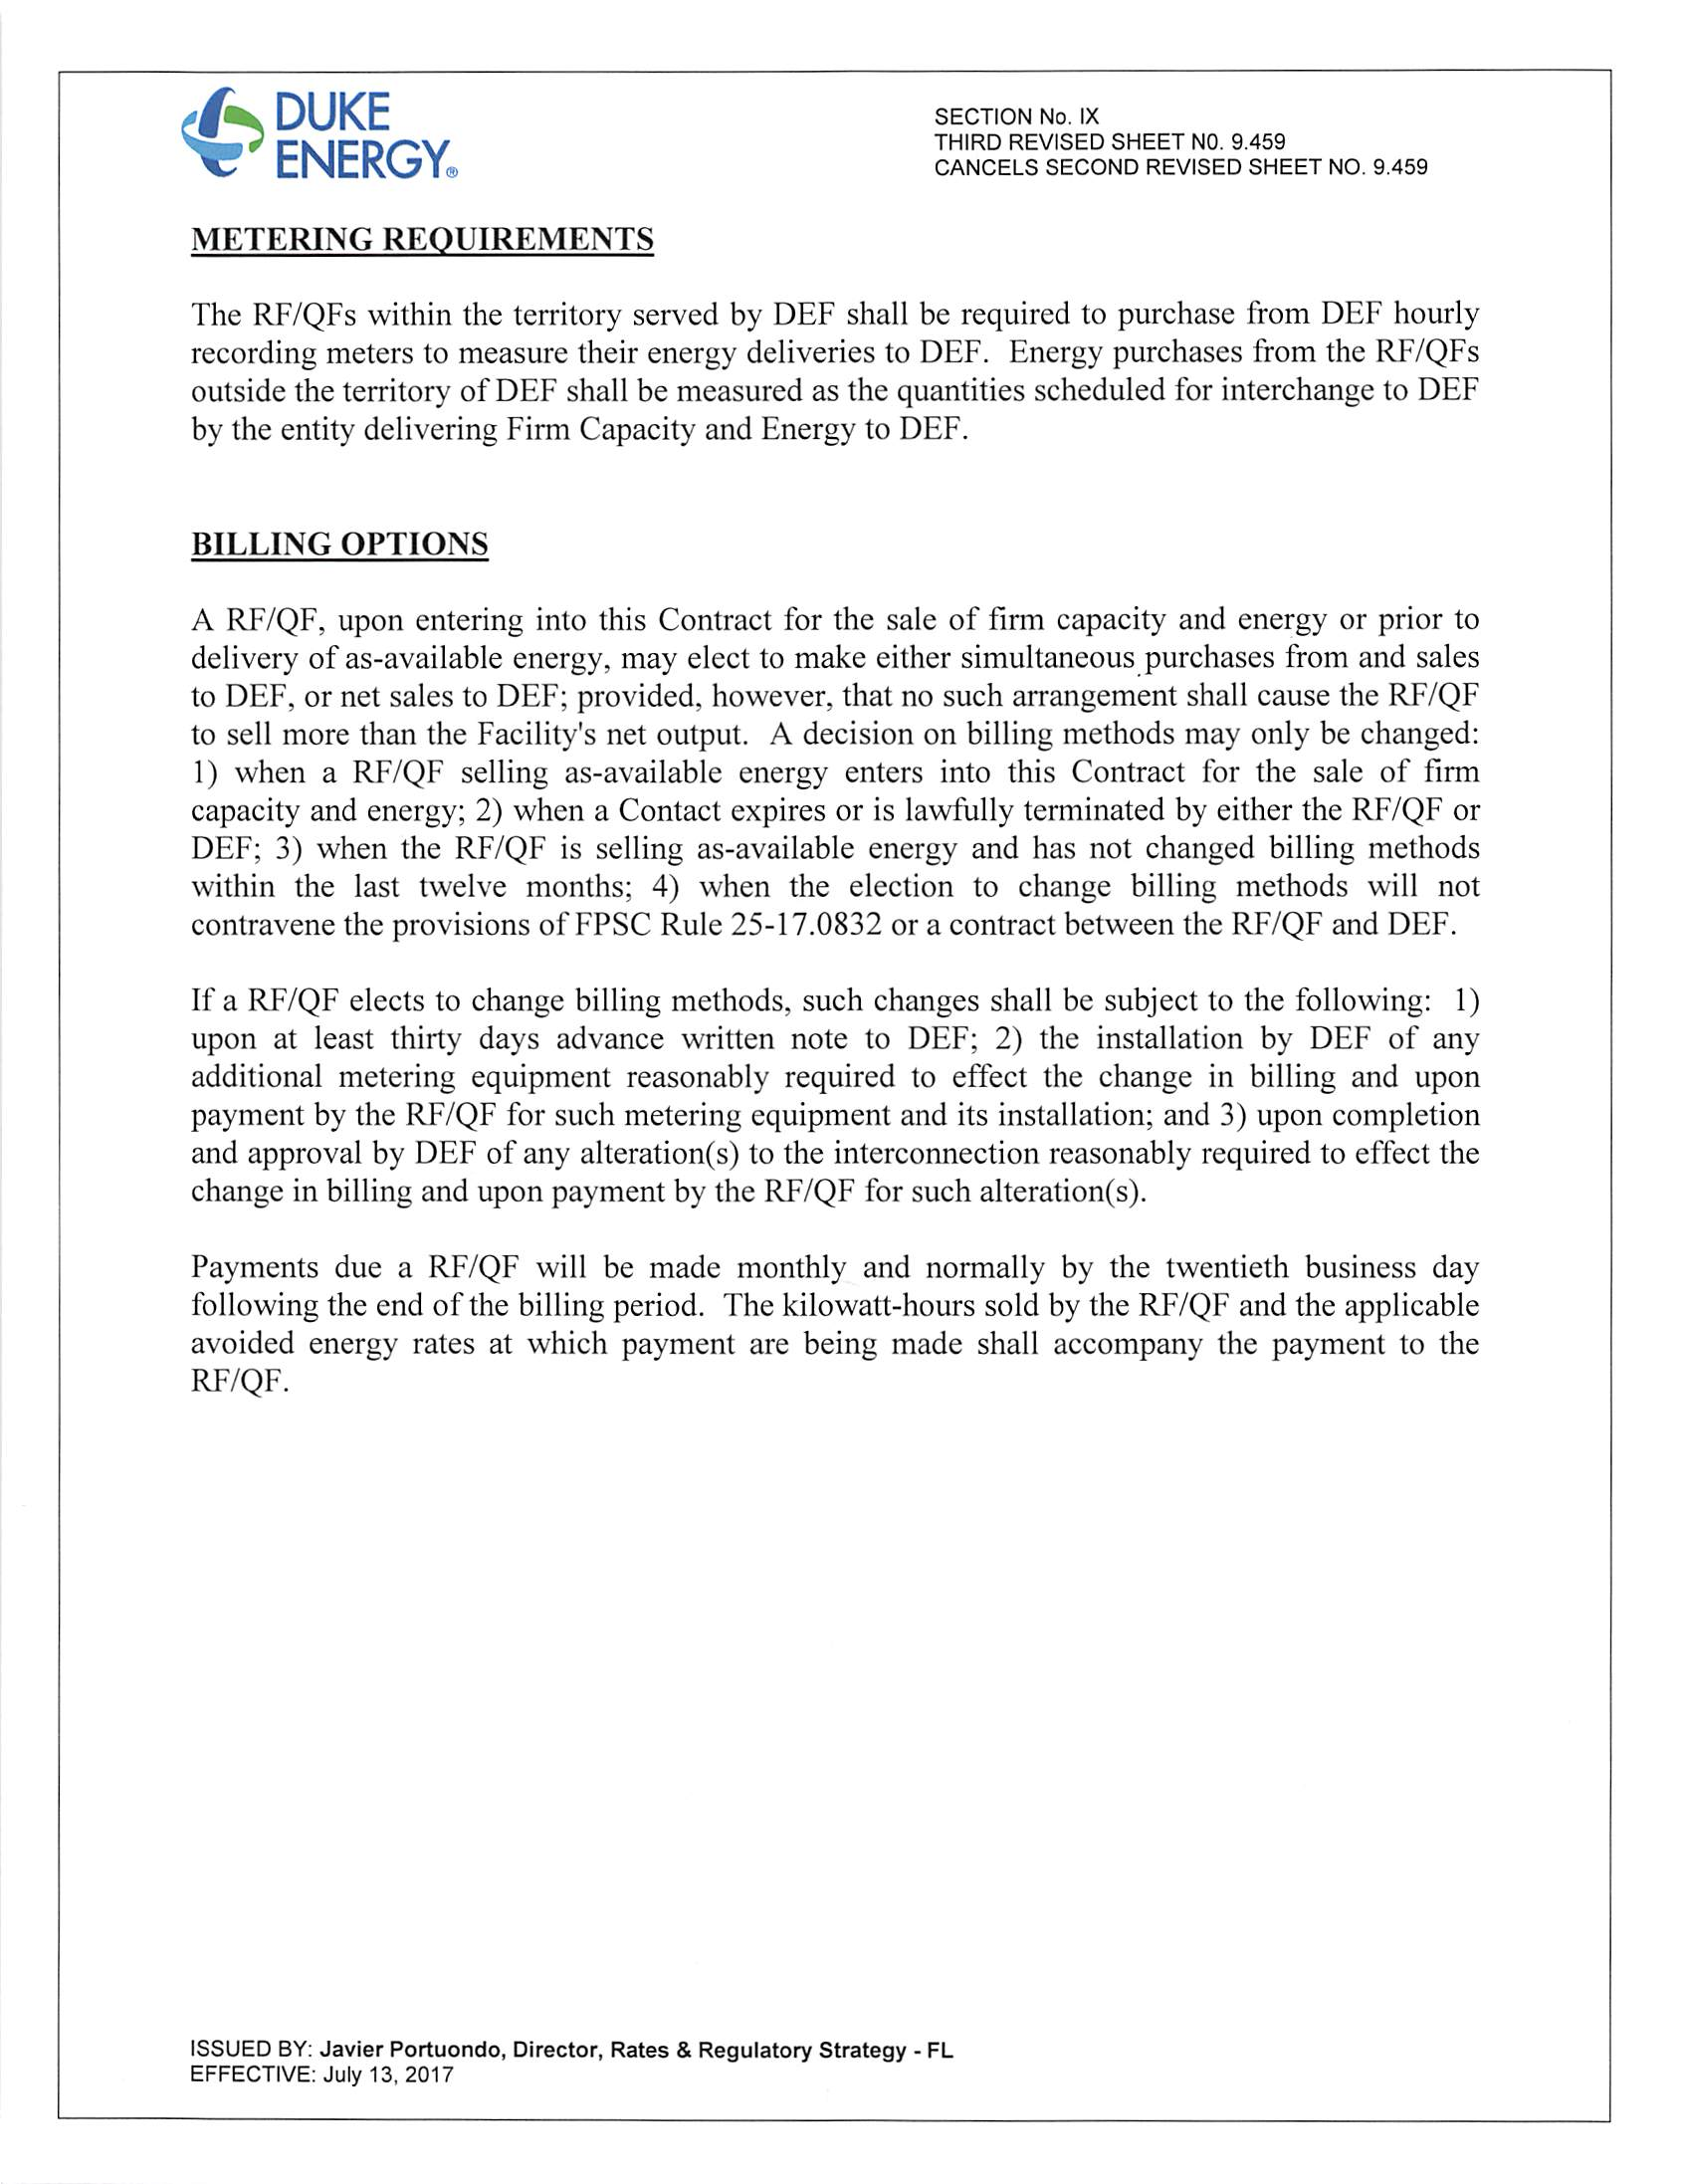 DUKE
ENERGY®
SECTION No. IX
THIRD REVISED SHEET N0. 9.459
CANCELS SECOND REVISED SHEET NO. 9.459
METERING REQUIREMENTS
The RF/QFs within the territory served by DEF shall be required to purchase from DEF hourly
recording meters to measure their energy deliveries to DEF. Energy purchases from the RF/QFs
outside the territory of DEF shall be measured as the quantities scheduled for interchange to DEF
by the entity delivering Firm Capacity and Energy to DEF.
BILLING OPTIONS
A RF/QF, upon entering into this Contract for the sale of firm capacity and energy or prior to
delivery of as-available energy, may elect to make either simultaneous purchases from and sales
to DEF, or net sales to DEF; provided, however, that no such arrangement shall cause the RF/QF
to sell more than the Facility's net output. A decision on billing methods may only be changed:
1) when a RF/QF selling as-available energy enters into this Contract for the sale of firm
capacity and energy; 2) when a Contact expires or is lawfully terminated by either the RF/QF or
DEF; 3) when the RF/QF is selling as-available energy and has not changed billing methods
within the last twelve months; 4) when the election to change billing methods will not
contravene the provisions of FPSC Rule 25-17.0832 or a contract between the RF/QF and DEF.
If a RF/QF elects to change billing methods, such changes shall be subject to the following: 1)
upon at least thirty days advance written note to DEF; 2) the installation by DEF of any
additional metering equipment reasonably required to effect the change in billing and upon
payment by the RF/QF for such metering equipment and its installation; and 3) upon completion
and approval by DEF of any alteration(s) to the interconnection reasonably required to effect the
change in billing and upon payment by the RF/QF for such alteration(s).
Payments due a RF/QF will be made monthly and normally by the twentieth business day
following the end of the billing period. The kilowatt-hours sold by the RF/QF and the applicable
avoided energy rates at which payment are being made shall accompany the payment to the
RF/QF.
ISSUED BY: Javier Portuondo, Director, Rates & Regulatory Strategy - FL
EFFECTIVE: July 13, 2017